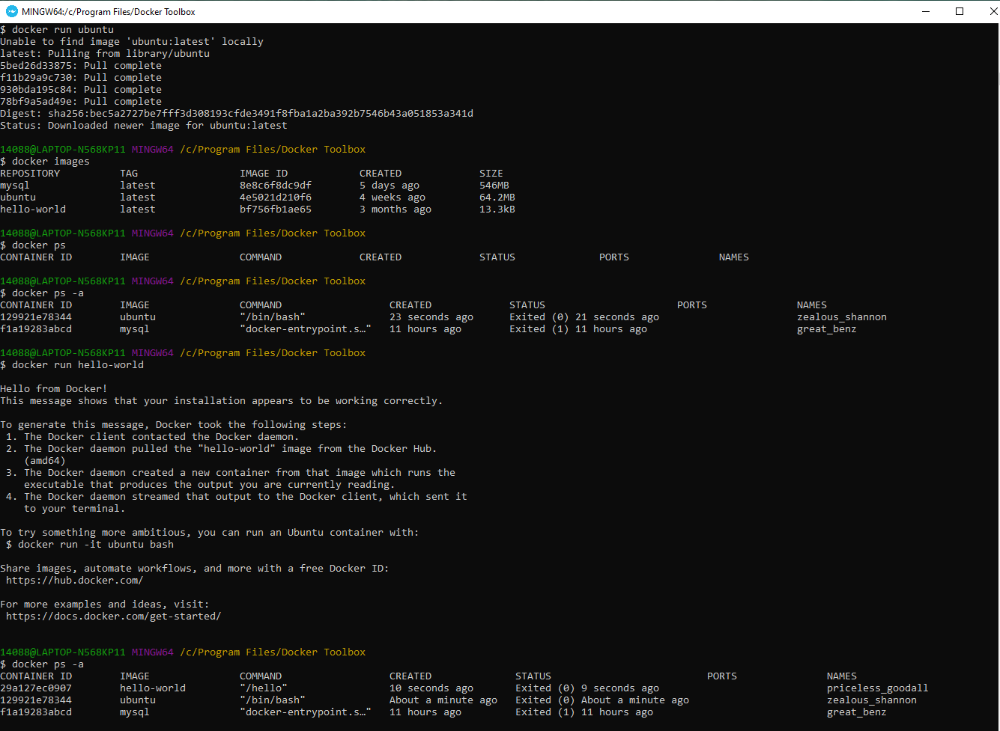 MINGW64:/c/Program Files/Docker Toolbox
$ docker run ubuntu
Unable to find image 'ubuntu:latest' locally
latest: Pulling from library/ubuntu
5bed26d33875: Pull complete
f11b29a9c730: Pull complete
930bda195c84: Pull complete
78bf9a5ad49e: Pull complete
Digest: sha256:bec5a2727be7fff3d308193cfde3491f8fba1a2ba392b7546b43a051853a341d
Status: Downloaded newer image for ubuntu:latest
14088@LAPTOP-N568KP11 MINGW64 /c/Program Files/Docker Toolbox
$ docker images
REPOSITORY TAG IMAGE ID CREATED SIZE
mysql latest 8e8c6f8dc9df 5 days ago 546MB
ubuntu latest 4e5021d210f6 4 weeks ago 64.2MB
hello-world latest bf756fb1ae65 3 months ago 13.3kB
14088@LAPTOP-N568KP11 MINGW64 /c/Program Files/Docker Toolbox
$ docker ps
CONTAINER ID IMAGE COMMAND CREATED STATUS PORTS NAMES
14088@LAPTOP-N568KP11 MINGW64 /c/Program Files/Docker Toolbox
$ docker ps -a
CONTAINER ID IMAGE COMMAND CREATED STATUS PORTS NAMES
129921e78344 ubuntu "/bin/bash" 23 seconds ago Exited (0) 21 seconds ago zealous_shannon
f1a19283abcd mysql "docker-entrypoint.s…" 11 hours ago Exited (1) 11 hours ago great_benz
14088@LAPTOP-N568KP11 MINGW64 /c/Program Files/Docker Toolbox
$ docker run hello-world
Hello from Docker!
This message shows that your installation appears to be working correctly.
To generate this message, Docker took the following steps:
1. The Docker client contacted the Docker daemon.
2. The Docker daemon pulled the "hello-world" image from the Docker Hub.
(amd64)
3. The Docker daemon created a new container from that image which runs the
executable that produces the output you are currently reading.
4. The Docker daemon streamed that output to the Docker client, which sent it
to your terminal.
To try something more ambitious, you can run an Ubuntu container with:
$ docker run -it ubuntu bash
Share images, automate workflows, and more with a free Docker ID:
https://hub.docker.com/
For more examples and ideas, visit:
https://docs.docker.com/get-started/
14088@LAPTOP-N568KP11 MINGW64 /c/Program Files/Docker Toolbox
$ docker ps -a
CONTAINER ID IMAGE COMMAND CREATED STATUS PORTS NAMES
29a127ec0907 hello-world "/hello" 10 seconds ago Exited (0) 9 seconds ago priceless_goodall
129921e78344 ubuntu "/bin/bash" About a minute ago Exited (0) About a minute ago zealous_shannon
f1a19283abcd mysql "docker-entrypoint.s…" 11 hours ago Exited (1) 11 hours ago great_benz